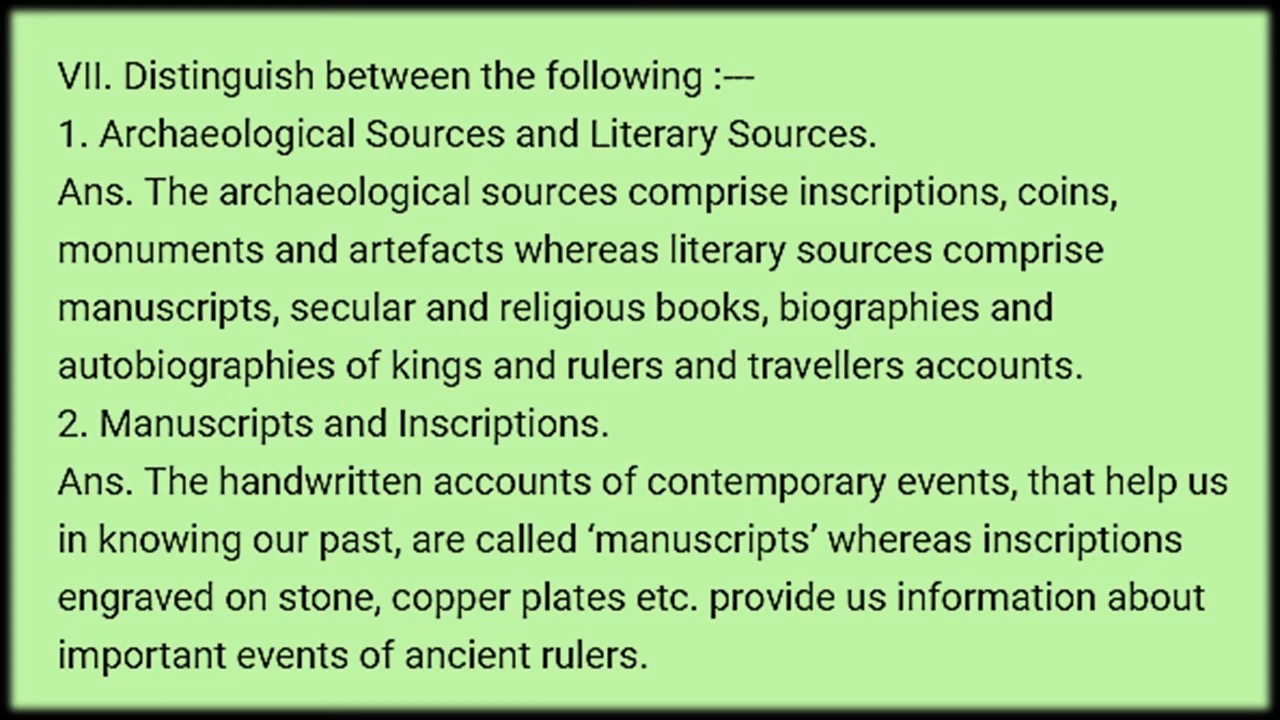 VII. Distinguish between the following :---
1. Archaeological Sources and Literary Sources.
Ans. The archaeological sources comprise inscriptions, coins,
monuments and artefacts whereas literary sources comprise
manuscripts, secular and religious books, biographies and
autobiographies of kings and rulers and travellers accounts.
2. Manuscripts and Inscriptions.
Ans. The handwritten accounts of contemporary events, that help us
in knowing our past, are called ‘manuscripts’ whereas inscriptions
engraved on stone, copper plates etc. provide us information about
important events of ancient rulers.